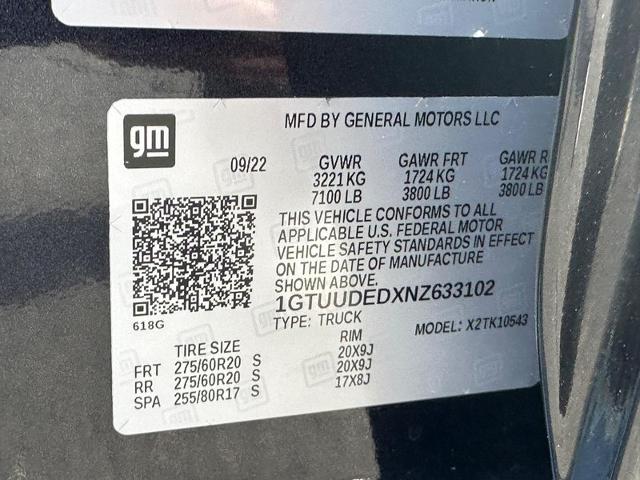 gm
MFD BY GENERAL MOTORS LLC
09/22 GVWR GAWR FRT GAWR R
3221 KG 1724 KG 1724 KG
7100 LB 3800 LB 3800 LB
THIS VEHICLE CONFORMS TO ALL
APPLICABLE U.S. FEDERAL MOTOR
VEHICLE SAFETY STANDARDS IN EFFECT
ON THE DATE OF MANUFACTURE
SHOWN ABOVE.
1GTUUDEDXNZ633102
618G
TYPE: TRUCK MODEL: X2TK10543
TIRE SIZE RIM
FRT 275/60R20 S 20X9J
RR 275/60R20 S 20X9J
SPA 255/80R17 S 17X8J